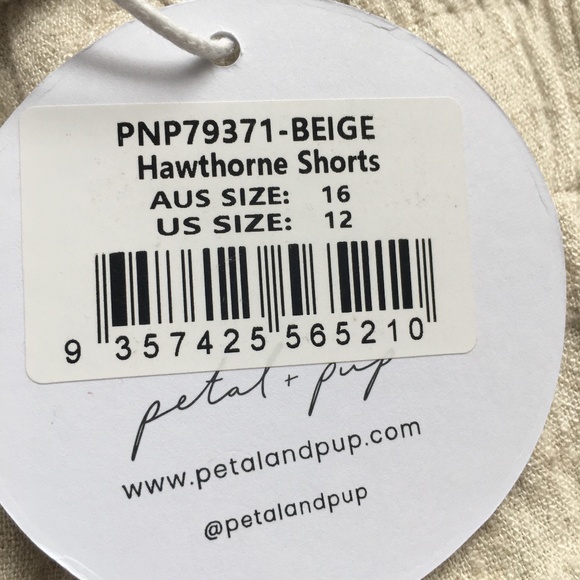 PNP79371-BEIGE
Hawthorne Shorts
AUS SIZE: 16
US SIZE: 12
9 357425 565210
petal + pup
www.petalandpup.com
@petalandpup